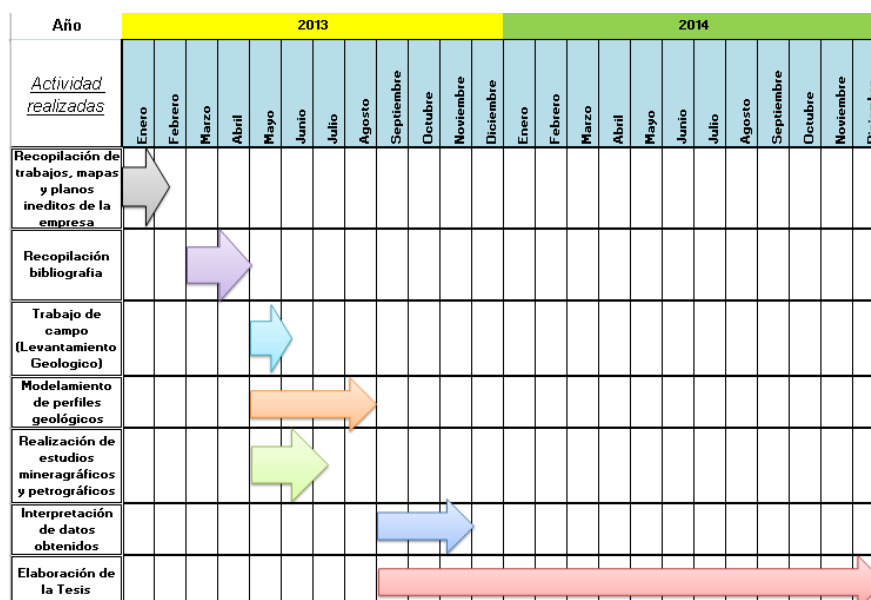 Año
2013
2014
Actividad
realizadas
Enero
Febrero
Marzo
Abril
Mayo
Junio
Julio
Agosto
Septiembre
Octubre
Noviembre
Diciembre
Enero
Febrero
Marzo
Abril
Mayo
Junio
Julio
Agosto
Septiembre
Octubre
Noviembre
Recopilación de
trabajos, mapas
y planos
ineditos de la
empresa
Recopilación
bibliografia
Trabajo de
campo
(Levantamiento
Geologico)
Modelamiento
de perfiles
geológicos
Realización de
estudios
mineragráficos
y petrográficos
Interpretación
de datos
obtenidos
Elaboración de
la Tesis